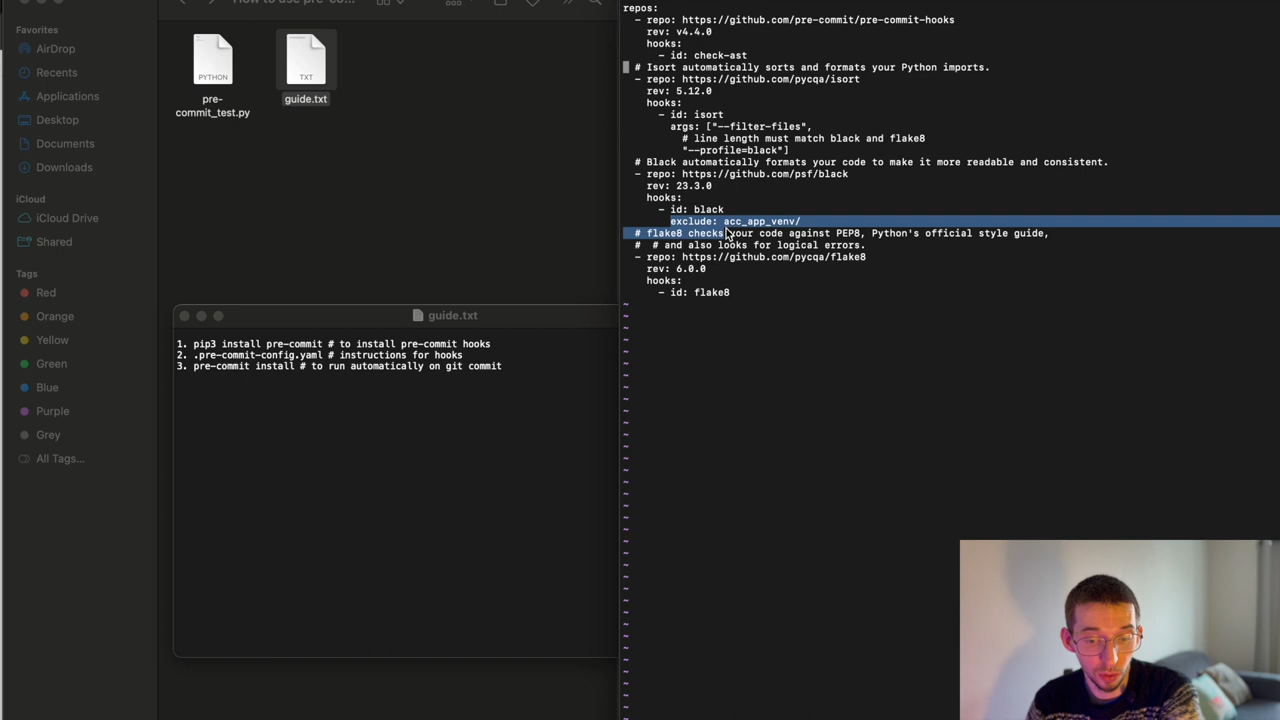 How to use pre-co...
Favorites
AirDrop
Recents
Applications
Desktop
Documents
Downloads
iCloud
iCloud Drive
Shared
Tags
Red
Orange
Yellow
Green
Blue
Purple
Grey
All Tags...
PYTHON
pre-
commit_test.py
TXT
guide.txt
guide.txt
1. pip3 install pre-commit # to install pre-commit hooks
2. .pre-commit-config.yaml # instructions for hooks
3. pre-commit install # to run automatically on git commit
repos:
- repo: https://github.com/pre-commit/pre-commit-hooks
rev: v4.4.0
hooks:
- id: check-ast
# Isort automatically sorts and formats your Python imports.
- repo: https://github.com/pycqa/isort
rev: 5.12.0
hooks:
- id: isort
args: ["--filter-files",
# line length must match black and flake8
"--profile=black"]
# Black automatically formats your code to make it more readable and consistent.
- repo: https://github.com/psf/black
rev: 23.3.0
hooks:
- id: black
exclude: acc_app_venv/
# flake8 checks your code against PEP8, Python's official style guide,
# # and also looks for logical errors.
- repo: https://github.com/pycqa/flake8
rev: 6.0.0
hooks:
- id: flake8